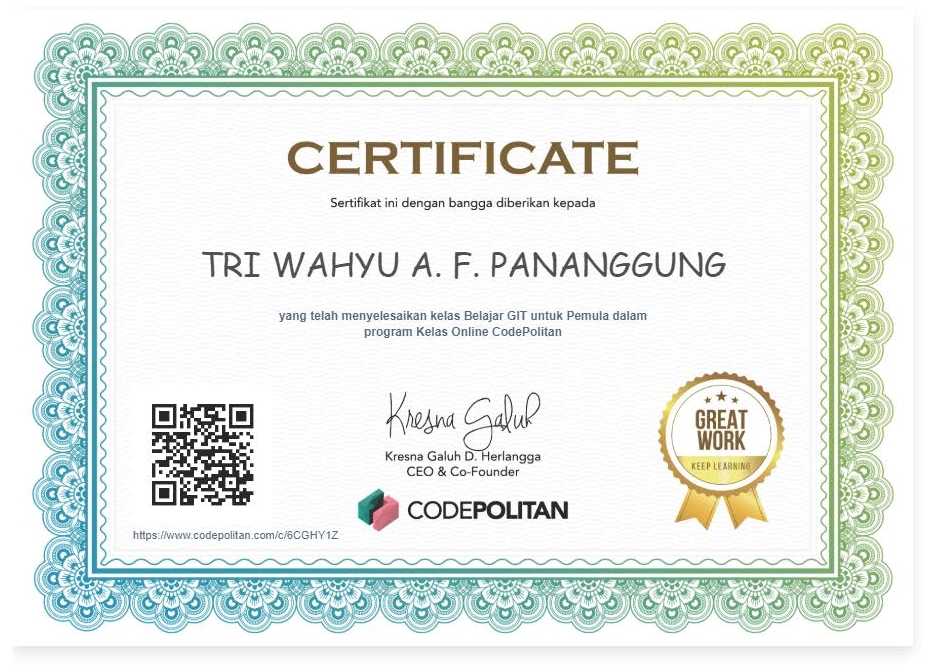 CERTIFICATE
Sertifikat ini dengan bangga diberikan kepada
TRI WAHYU A. F. PANANGGUNG
yang telah menyelesaikan kelas Belajar GIT untuk Pemula dalam
program Kelas Online CodePolitan
Kresna Galuh
Kresna Galuh D. Herlangga
CEO & Co-Founder
CODEPOLITAN
https://www.codepolitan.com/c/6CGHY1Z
GREAT
WORK
KEEP LEARNING